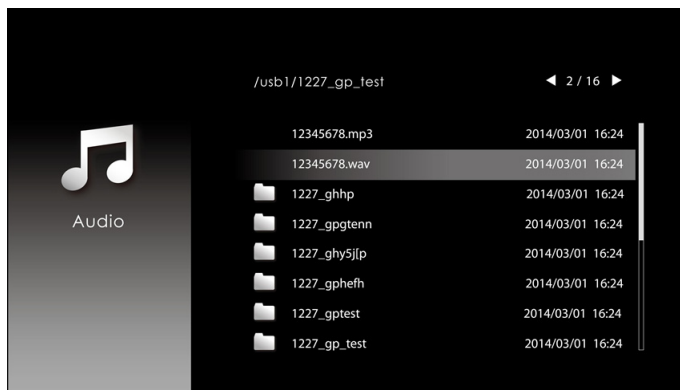 /usb1/1227_gp_test ◀ 2 / 16 ▶
12345678.mp3 2014/03/01 16:24
12345678.wav 2014/03/01 16:24
1227_ghhp 2014/03/01 16:24
Audio
1227_gpgtenn 2014/03/01 16:24
1227_ghy5j[p 2014/03/01 16:24
1227_gphefh 2014/03/01 16:24
1227_gptest 2014/03/01 16:24
1227_gp_test 2014/03/01 16:24